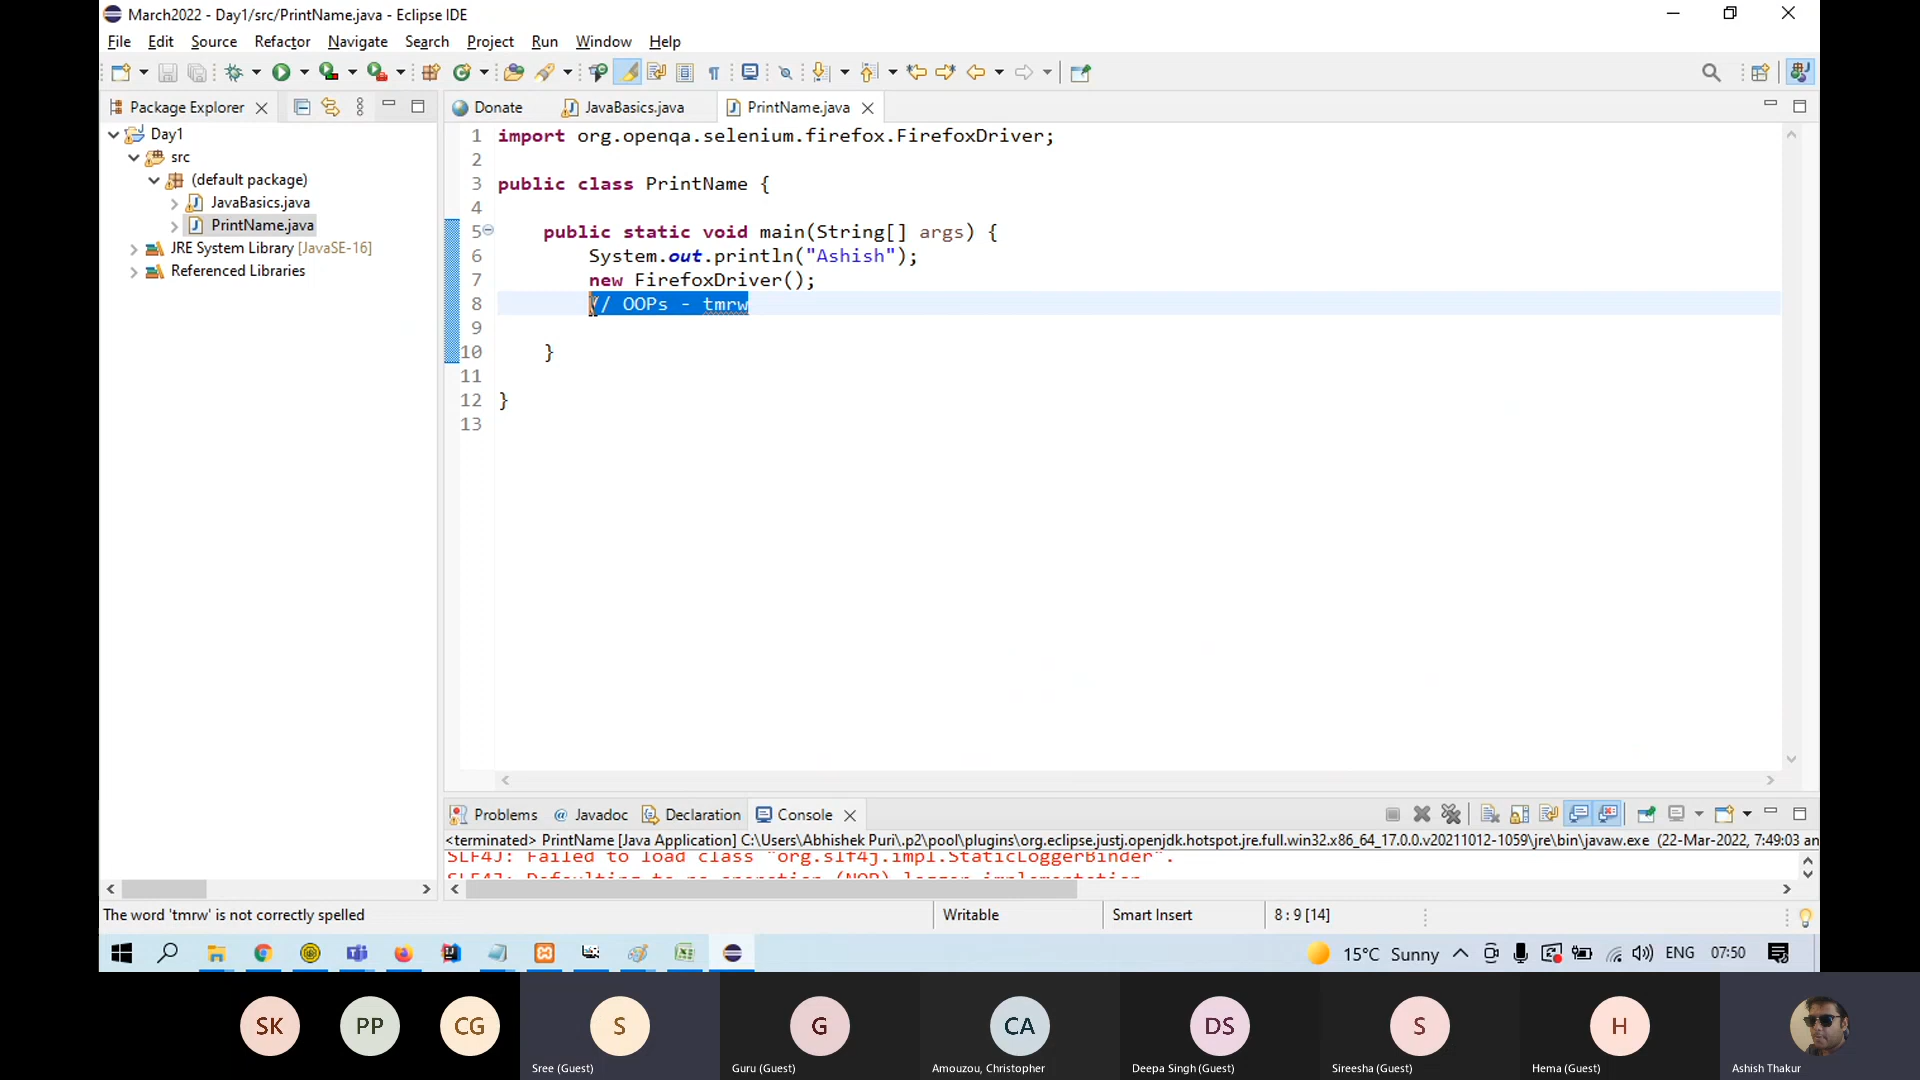 March2022 - Day1/src/PrintName.java - Eclipse IDE
File Edit Source Refactor Navigate Search Project Run Window Help
Package Explorer
Donate JavaBasics.java PrintName.java
Day1
src
(default package)
JavaBasics.java
PrintName.java
JRE System Library [JavaSE-16]
Referenced Libraries
1 import org.openqa.selenium.firefox.FirefoxDriver;
2
3 public class PrintName {
4
5 public static void main(String[] args) {
6 System.out.println("Ashish");
7 new FirefoxDriver();
8 // OOPs - tmrw
9
10 }
11
12 }
13
Problems @ Javadoc Declaration Console
<terminated> PrintName [Java Application] C:\Users\Abhishek Puri\.p2\pool\plugins\org.eclipse.justj.openjdk.hotspot.jre.full.win32.x86_64_17.0.0.v20211012-1059\jre\bin\javaw.exe (22-Mar-2022, 7:49:03 an
SLF4J: Failed to load class "org.slf4j.impl.StaticLoggerBinder".
SLF4J: Defaulting to no-operation (NOP) logger implementation
The word 'tmrw' is not correctly spelled
Writable
Smart Insert
8 : 9 [14]
15°C Sunny
ENG
07:50
SK
PP
CG
S
G
CA
DS
S
H
Sree (Guest)
Guru (Guest)
Amouzou, Christopher
Deepa Singh (Guest)
Sireesha (Guest)
Hema (Guest)
Ashish Thakur